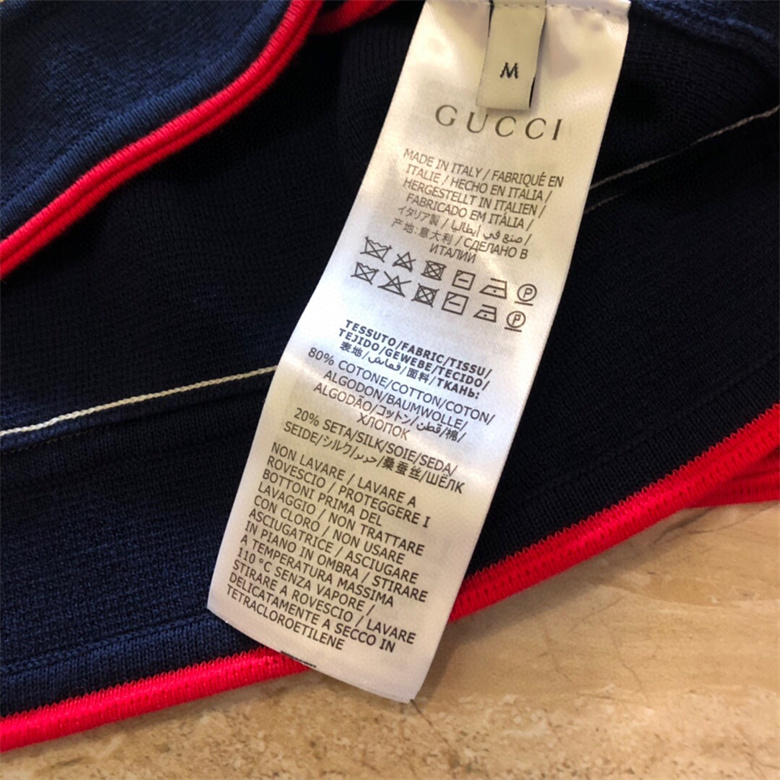 M
GUCCI
MADE IN ITALY / FABRIQUÉ EN
ITALIE / HECHO EN ITALIA /
HERGESTELLT IN ITALIEN /
FABRICADO EM ITÁLIA /
イタリア製 / صنع في إيطاليا /
产地: 意大利 / СДЕЛАНО В
ИТАЛИИ
P
P
TESSUTO/FABRIC/TISSU/
TEJIDO/GEWEBE/TECIDO/
表地/قماش/面料/ТКАНЬ:
80% COTONE/COTTON/COTON/
ALGODON/BAUMWOLLE/
ALGODÃO/コットン/قطن/棉/
ХЛОПОК
20% SETA/SILK/SOIE/SEDA/
SEIDE/シルク/حرير/桑蚕丝/ШЁЛК
NON LAVARE / LAVARE A
ROVESCIO / PROTEGGERE I
BOTTONI PRIMA DEL
LAVAGGIO / NON TRATTARE
CON CLORO / NON USARE
ASCIUGATRICE / ASCIUGARE
IN PIANO IN OMBRA / STIRARE
A TEMPERATURA MASSIMA
110 °C SENZA VAPORE /
STIRARE A ROVESCIO / LAVARE
DELICATAMENTE A SECCO IN
TETRACLOROETILENE